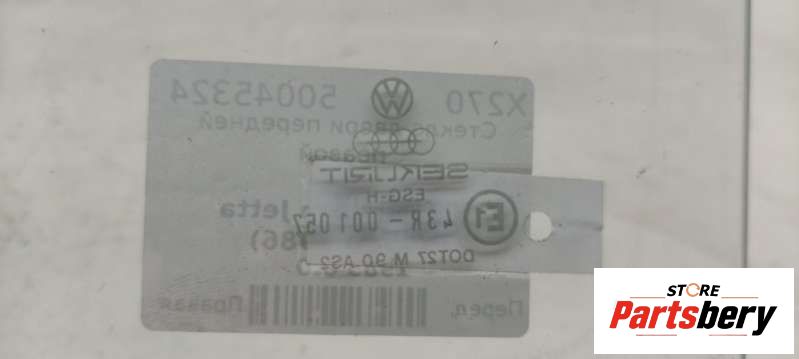 X270 50045324
Стекло двери передней
правой
SEKURIT
ESG-H
E1 43R-001057
Jetta
DOT27 M 90 AS2
Перед. Правая
STORE
Partsbery